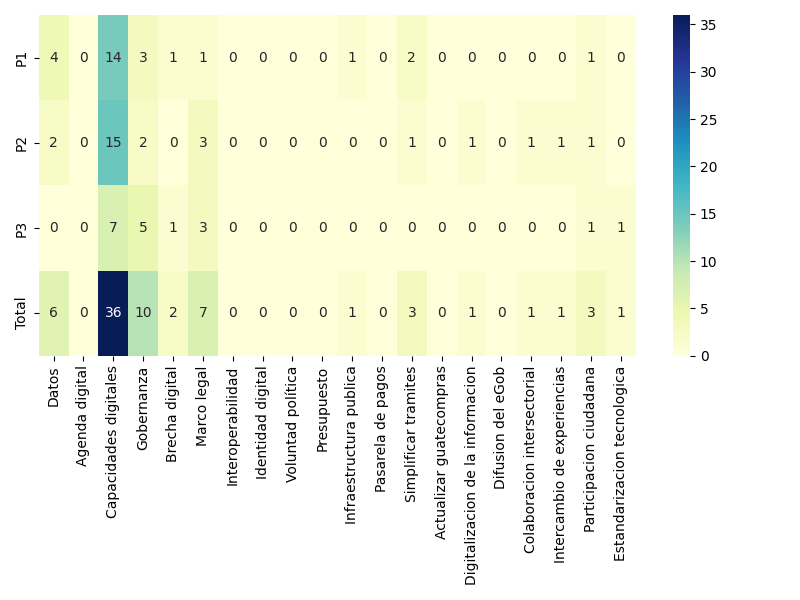 P1 4 0 14 3 1 1 0 0 0 0 1 0 2 0 0 0 0 0 1 0
P2 2 0 15 2 0 3 0 0 0 0 0 0 1 0 1 0 1 1 1 0
P3 0 0 7 5 1 3 0 0 0 0 0 0 0 0 0 0 0 0 1 1
Total 6 0 36 10 2 7 0 0 0 0 1 0 3 0 1 0 1 1 3 1
Datos
Agenda digital
Capacidades digitales
Gobernanza
Brecha digital
Marco legal
Interoperabilidad
Identidad digital
Voluntad politica
Presupuesto
Infraestructura publica
Pasarela de pagos
Simplificar tramites
Actualizar guatecompras
Digitalizacion de la informacion
Difusion del eGob
Colaboracion intersectorial
Intercambio de experiencias
Participacion ciudadana
Estandarizacion tecnologica
35
30
25
20
15
10
5
0